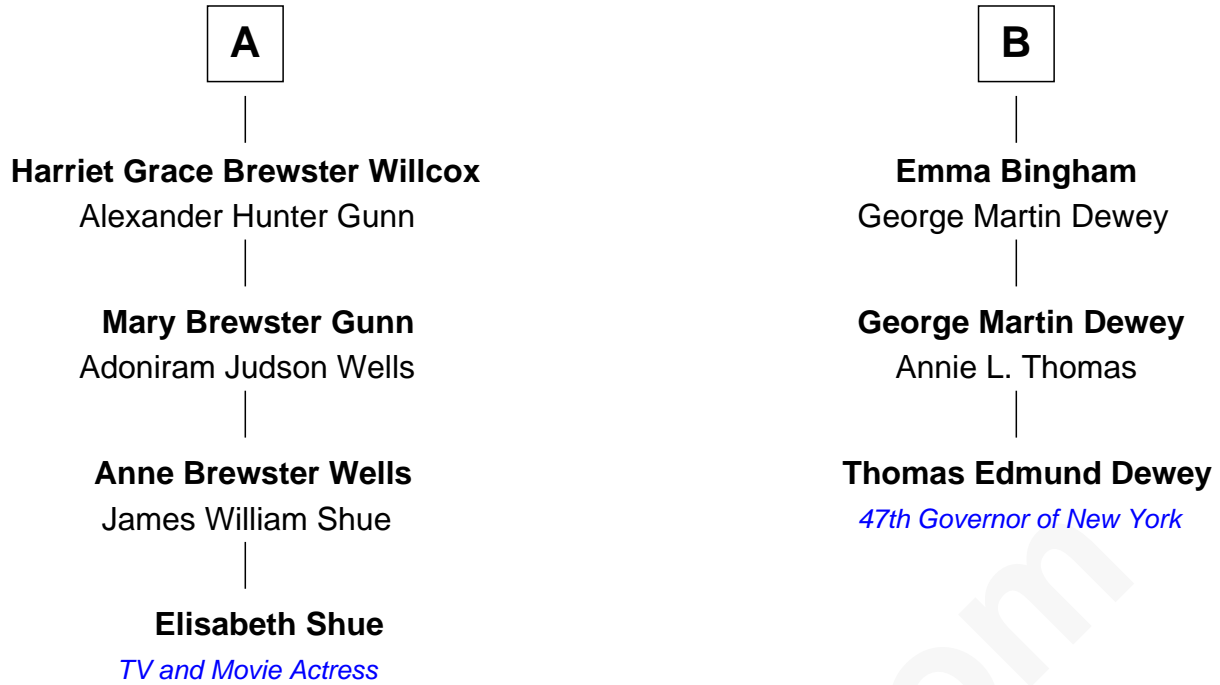 A
Harriet Grace Brewster Willcox
Alexander Hunter Gunn
Mary Brewster Gunn
Adoniram Judson Wells
Anne Brewster Wells
James William Shue
Elisabeth Shue
TV and Movie Actress
B
Emma Bingham
George Martin Dewey
George Martin Dewey
Annie L. Thomas
Thomas Edmund Dewey
47th Governor of New York
om